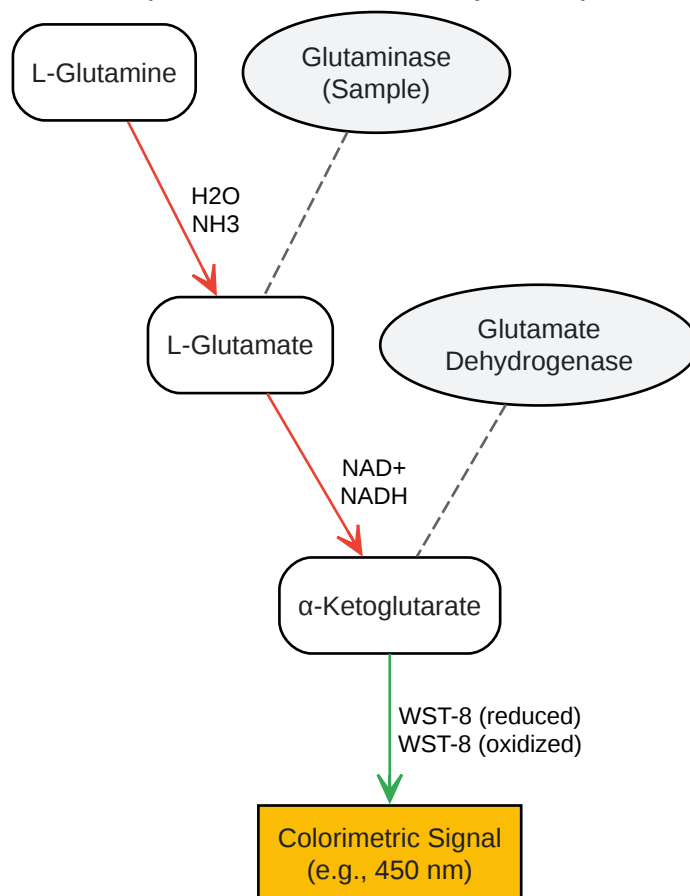 L-Glutamine
Glutaminase
(Sample)
H2O
NH3
L-Glutamate
Glutamate
Dehydrogenase
NAD+
NADH
α-Ketoglutarate
WST-8 (reduced)
WST-8 (oxidized)
Colorimetric Signal
(e.g., 450 nm)